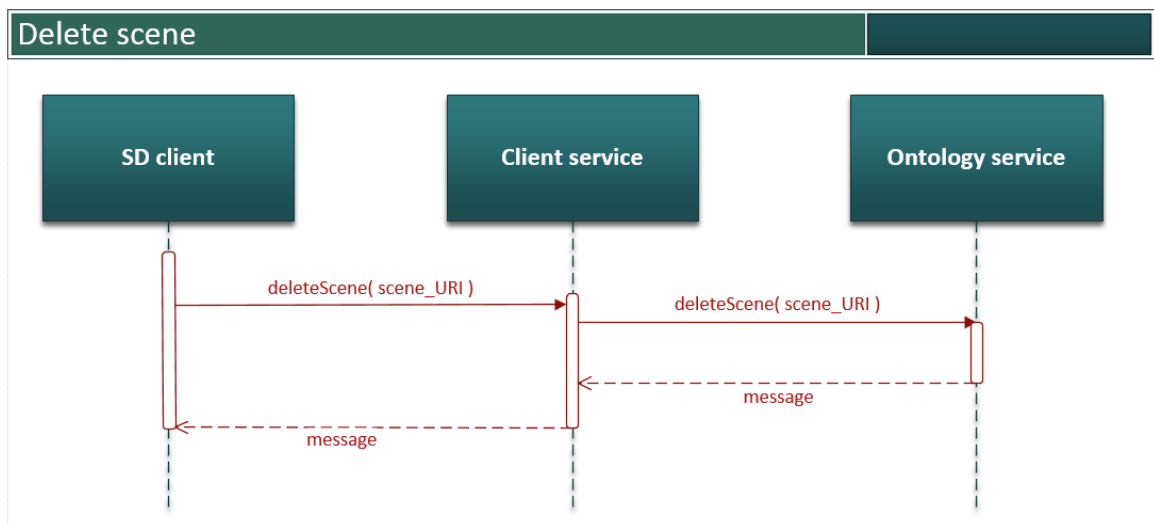 Delete scene
SD client
Client service
Ontology service
deleteScene( scene_URI )
deleteScene( scene_URI )
message
message